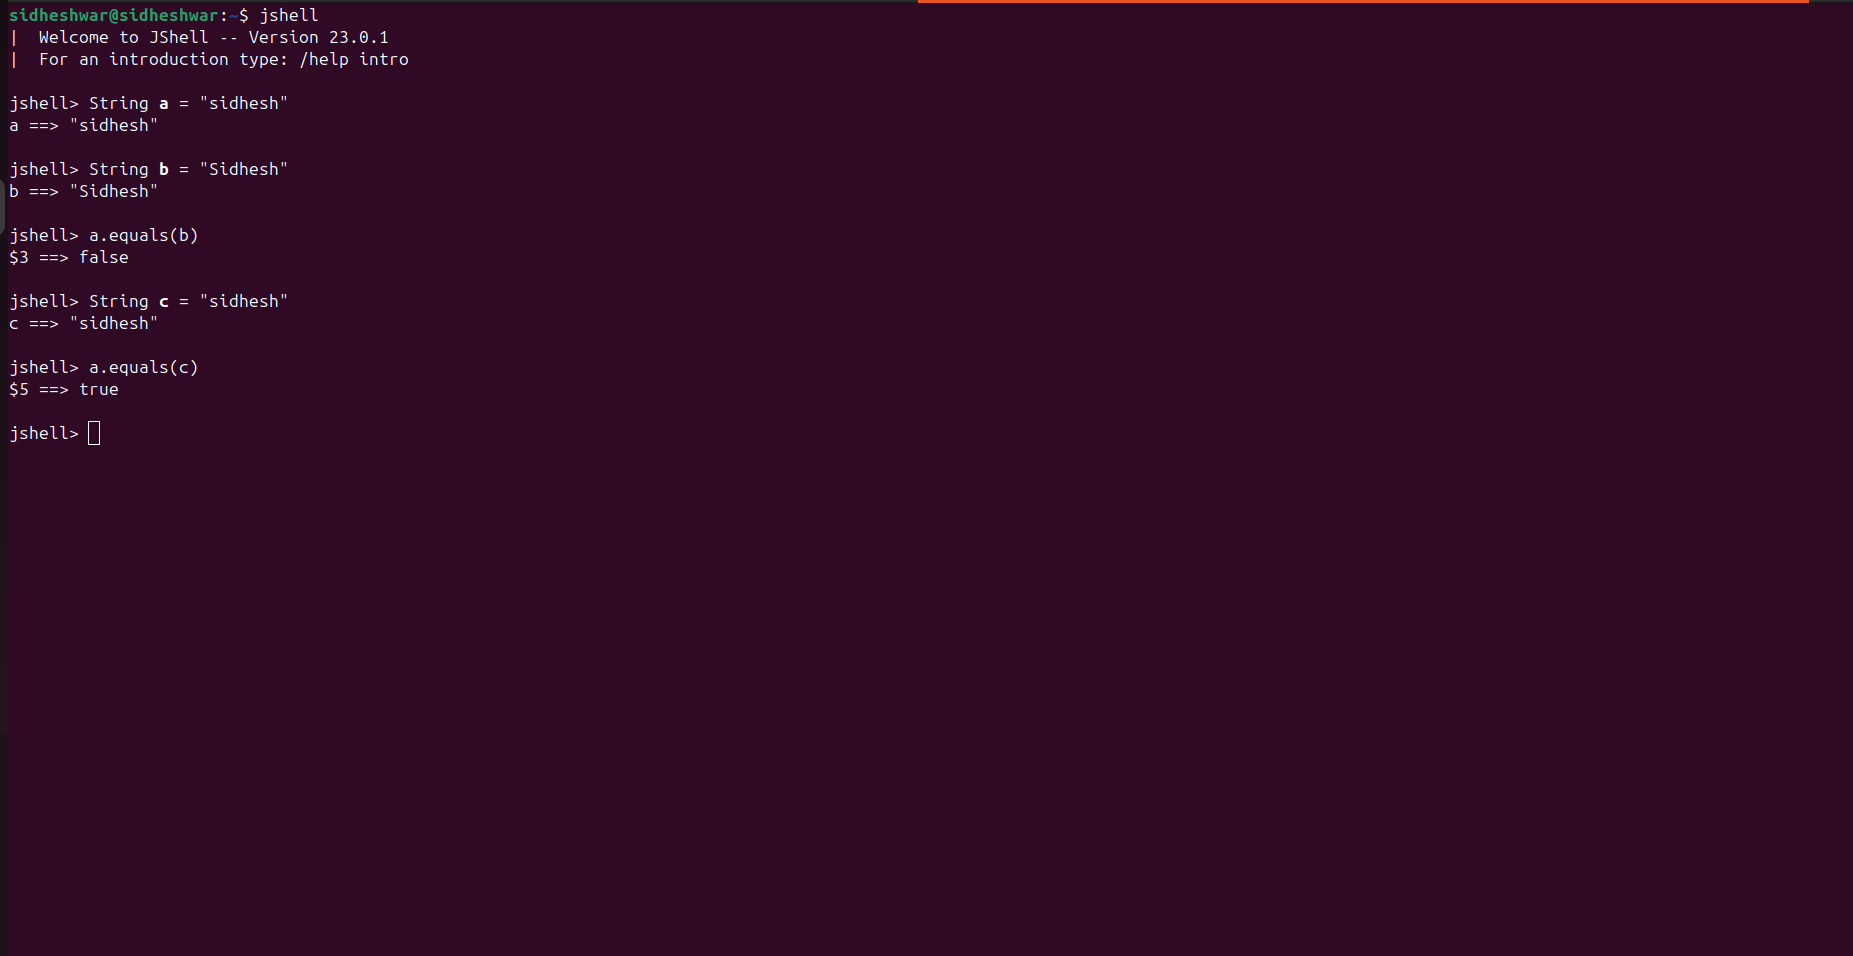 sidheshwar@sidheshwar:~$ jshell
|  Welcome to JShell -- Version 23.0.1
|  For an introduction type: /help intro
jshell> String a = "sidhesh"
a ==> "sidhesh"
jshell> String b = "Sidhesh"
b ==> "Sidhesh"
jshell> a.equals(b)
$3 ==> false
jshell> String c = "sidhesh"
c ==> "sidhesh"
jshell> a.equals(c)
$5 ==> true
jshell>